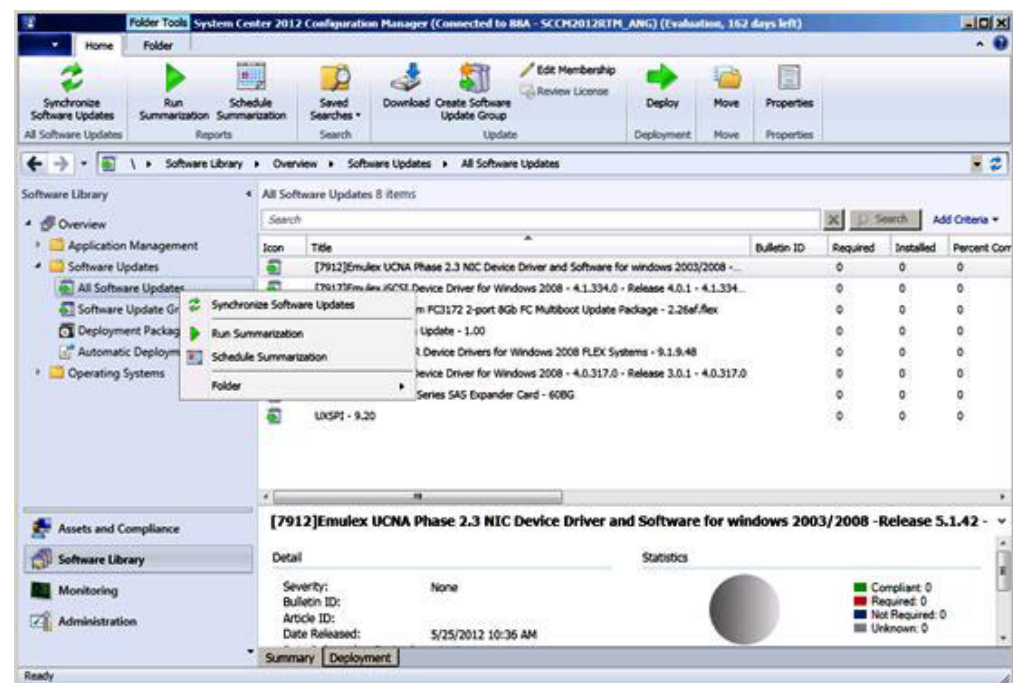 Folder Tools System Center 2012 Configuration Manager (Connected to B8A - SCCM2012RTM_ANG) (Evaluation, 162 days left)
Home Folder
Synchronize Software Updates
Run Summarization
Schedule Summarization
Saved Searches
Download
Create Software Update Group
Edit Membership
Review License
Deploy
Move
Properties
All Software Updates Reports Search Update Deployment Move Properties
\ Software Library Overview Software Updates All Software Updates
Software Library
Overview
Application Management
Software Updates
All Software Updates
Software Update Gr
Deployment Packag
Automatic Deploym
Operating Systems
Synchronize Software Updates
Run Summarization
Schedule Summarization
Folder
All Software Updates 8 items
Search Search Add Criteria
Icon Title Bulletin ID Required Installed Percent Com
[7912]Emulex UCNA Phase 2.3 NIC Device Driver and Software for windows 2003/2008 -... 0 0 0
[7912]Emulex iSCSI Device Driver for Windows 2008 - 4.1.334.0 - Release 4.0.1 - 4.1.334... 0 0 0
m FC3172 2-port 8Gb FC Multiboot Update Package - 2.26af.flex 0 0 0
Update - 1.00 0 0 0
R Device Drivers for Windows 2008 FLEX Systems - 9.1.9.48 0 0 0
Device Driver for Windows 2008 - 4.0.317.0 - Release 3.0.1 - 4.0.317.0 0 0 0
Series SAS Expander Card - 608G 0 0 0
UXSPI - 9.20 0 0 0
Assets and Compliance
Software Library
Monitoring
Administration
[7912]Emulex UCNA Phase 2.3 NIC Device Driver and Software for windows 2003/2008 -Release 5.1.42 -
Detail
Severity: None
Bulletin ID:
Article ID:
Date Released: 5/25/2012 10:36 AM
Statistics
Compliant: 0
Required: 0
Not Required: 0
Unknown: 0
Summary Deployment
Ready